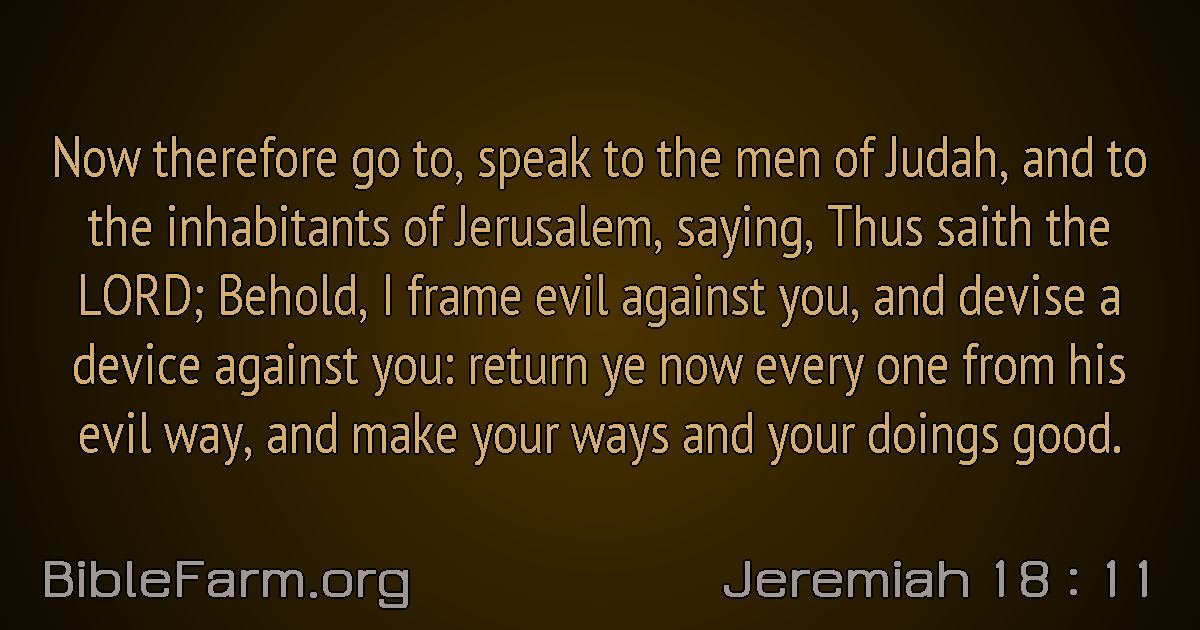 Now therefore go to, speak to the men of Judah, and to
the inhabitants of Jerusalem, saying, Thus saith the
LORD; Behold, I frame evil against you, and devise a
device against you: return ye now every one from his
evil way, and make your ways and your doings good.
BibleFarm.org
Jeremiah 18 : 11